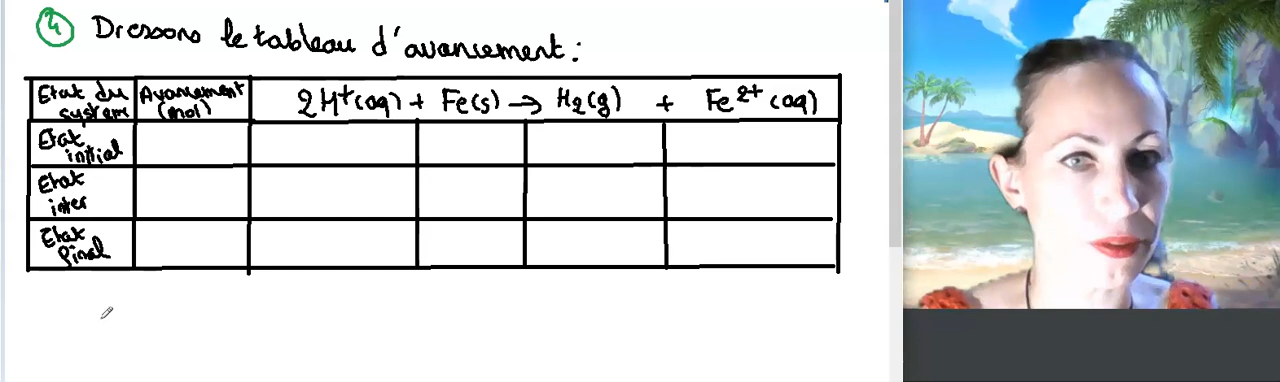 ④ Dressons le tableau d'avancement :
Etat du système
Avancement (mol)
2H+(aq) + Fe(s) → H2(g) + Fe2+ (aq)
Etat initial
Etat inter
Etat final